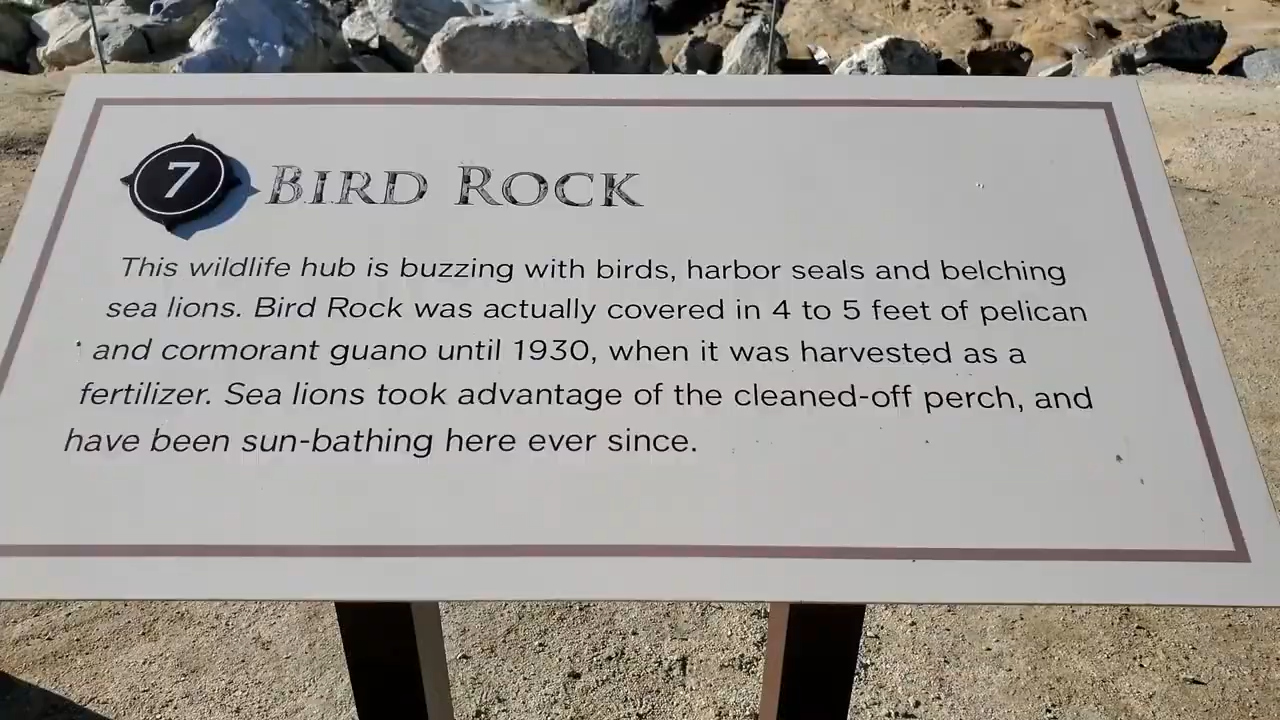 7 BIRD ROCK
This wildlife hub is buzzing with birds, harbor seals and belching
sea lions. Bird Rock was actually covered in 4 to 5 feet of pelican
and cormorant guano until 1930, when it was harvested as a
fertilizer. Sea lions took advantage of the cleaned-off perch, and
have been sun-bathing here ever since.